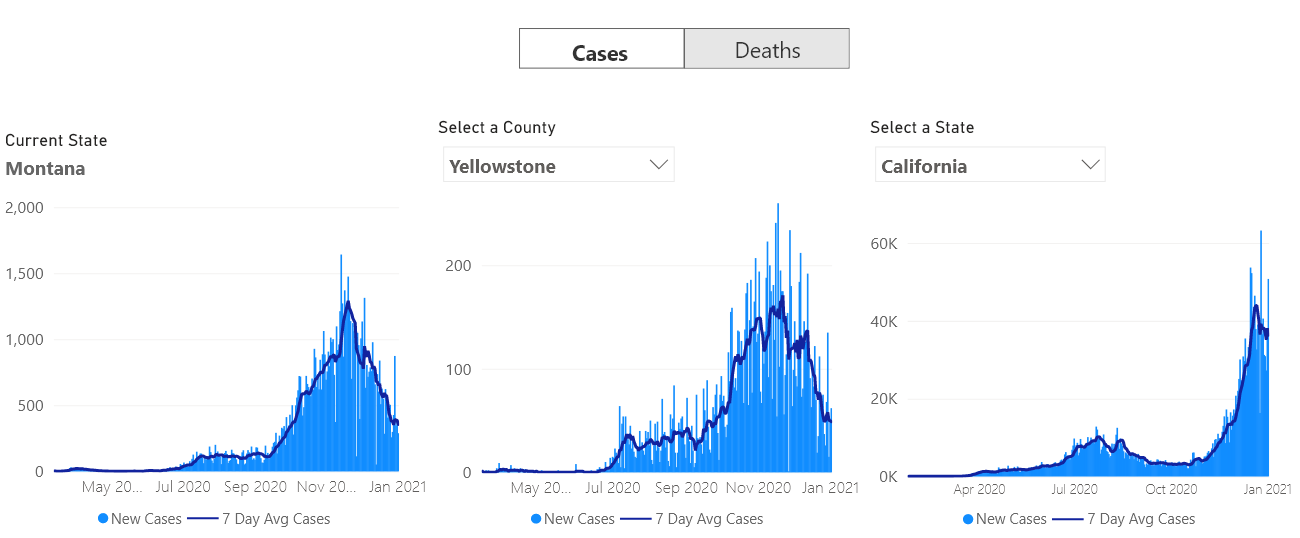 Cases Deaths
Current State
Montana
2,000
1,500
1,000
500
0
May 20... Jul 2020 Sep 2020 Nov 20... Jan 2021
New Cases 7 Day Avg Cases
Select a County
Yellowstone
200
100
0
May 20... Jul 2020 Sep 2020 Nov 2020 Jan 2021
New Cases 7 Day Avg Cases
Select a State
California
60K
40K
20K
0K
Apr 2020 Jul 2020 Oct 2020 Jan 2021
New Cases 7 Day Avg Cases